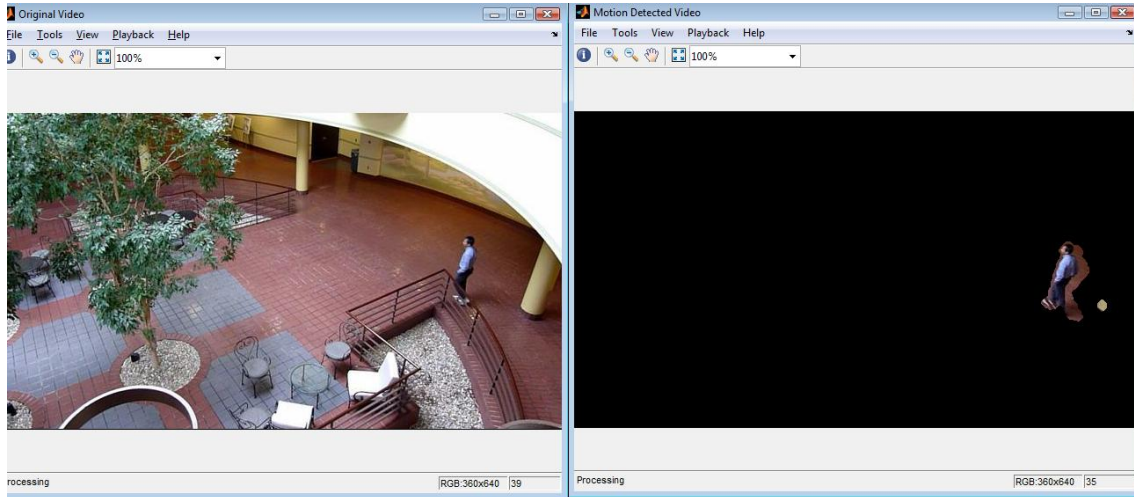 Original Video
File Tools View Playback Help
100%
rocessing
RGB:360x640 39
Motion Detected Video
File Tools View Playback Help
100%
Processing
RGB:360x640 35